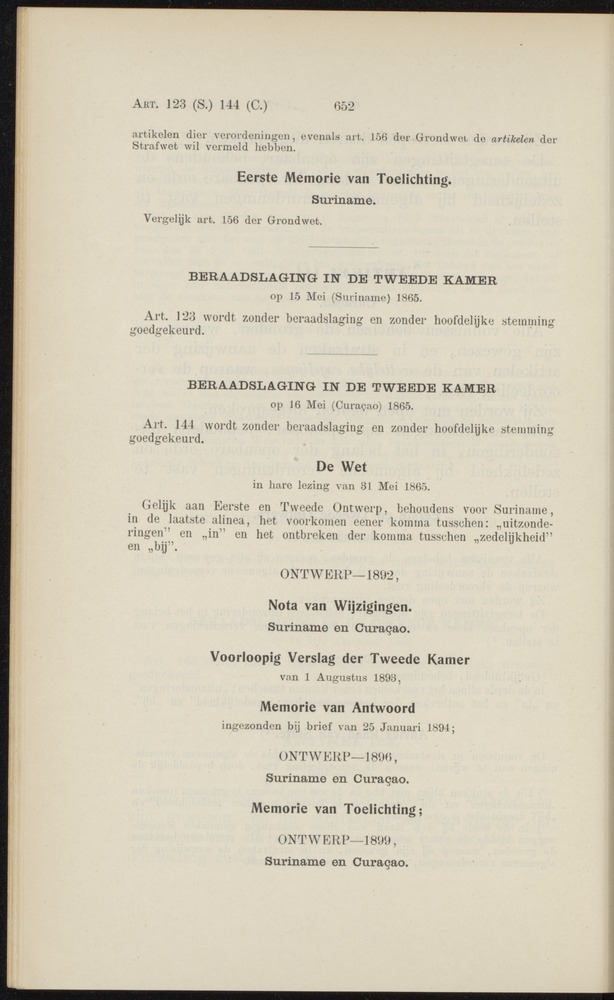 ART. 123 (S.) 144 (C.) 652
artikelen dier verordeningen, evenals art. 156 der Grondwet de artikelen der
Strafwet wil vermeld hebben.
Eerste Memorie van Toelichting.
Suriname.
Vergelijk art. 156 der Grondwet.
BERAADSLAGING IN DE TWEEDE KAMER
op 15 Mei (Suriname) 1865.
Art. 123 wordt zonder beraadslaging en zonder hoofdelijke stemming
goedgekeurd.
BERAADSLAGING IN DE TWEEDE KAMER
op 16 Mei (Curaçao) 1865.
Art. 144 wordt zonder beraadslaging en zonder hoofdelijke stemming
goedgekeurd.
De Wet
in hare lezing van 31 Mei 1865.
Gelijk aan Eerste en Tweede Ontwerp, behoudens voor Suriname,
in de laatste alinea, het voorkomen eener komma tusschen: „uitzonde-
ringen” en „in” en het ontbreken der komma tusschen „zedelijkheid”
en „bij”.
ONTWERP—1892,
Nota van Wijzigingen.
Suriname en Curaçao.
Voorloopig Verslag der Tweede Kamer
van 1 Augustus 1893,
Memorie van Antwoord
ingezonden bij brief van 25 Januari 1894;
ONTWERP—1896,
Suriname en Curaçao.
Memorie van Toelichting;
ONTWERP—1899,
Suriname en Curaçao.